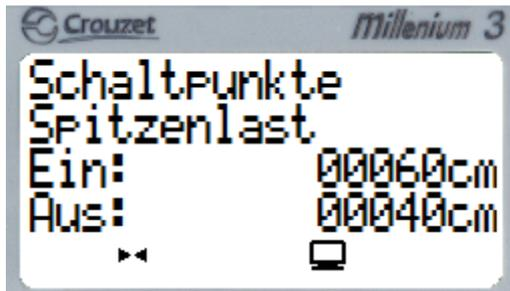 Crouzet Millenium 3
Schaltpunkte
Spitzenlast
Ein: 00060cm
Aus: 00040cm